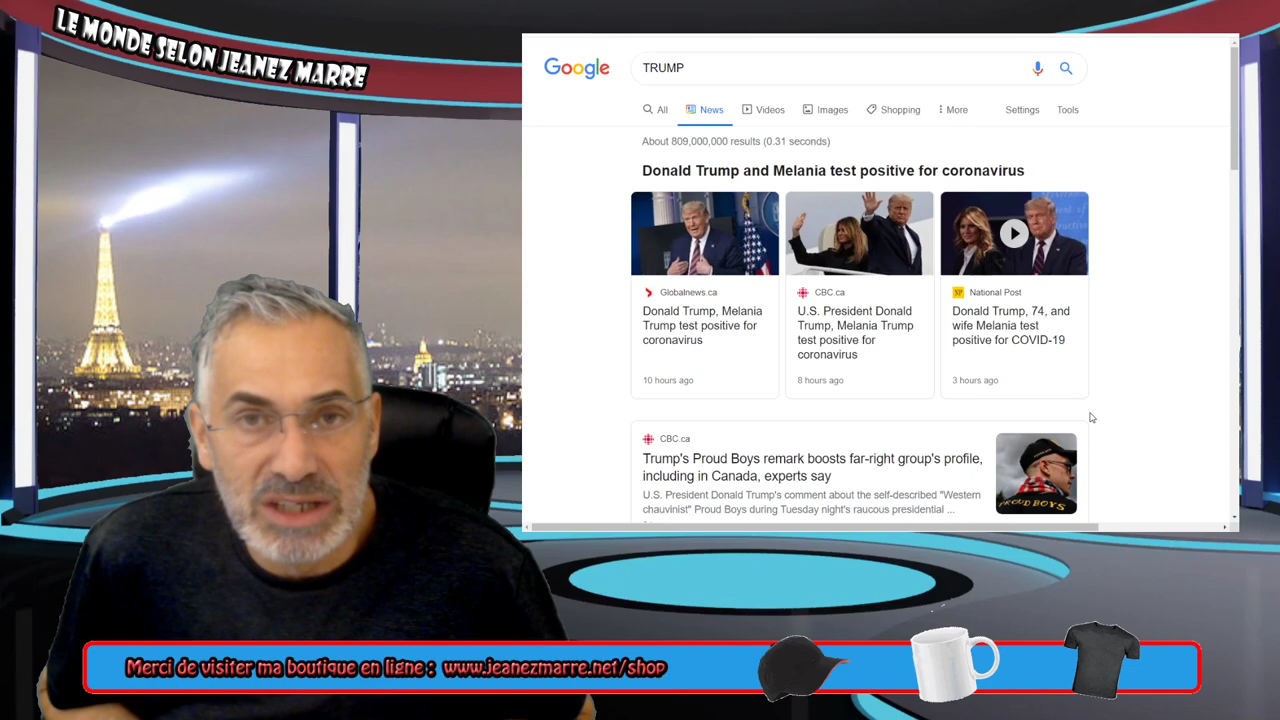 LE MONDE SELON JEANEZ MARRE
Google
TRUMP
All News Videos Images Shopping More Settings Tools
About 809,000,000 results (0.31 seconds)
Donald Trump and Melania test positive for coronavirus
Globalnews.ca
Donald Trump, Melania
Trump test positive for
coronavirus
10 hours ago
CBC.ca
U.S. President Donald
Trump, Melania Trump
test positive for
coronavirus
8 hours ago
NP National Post
Donald Trump, 74, and
wife Melania test
positive for COVID-19
3 hours ago
CBC.ca
Trump's Proud Boys remark boosts far-right group's profile,
including in Canada, experts say
U.S. President Donald Trump's comment about the self-described "Western
chauvinist" Proud Boys during Tuesday night's raucous presidential ...
PROUD BOYS
Merci de visiter ma boutique en ligne : www.jeanezmarre.net/shop